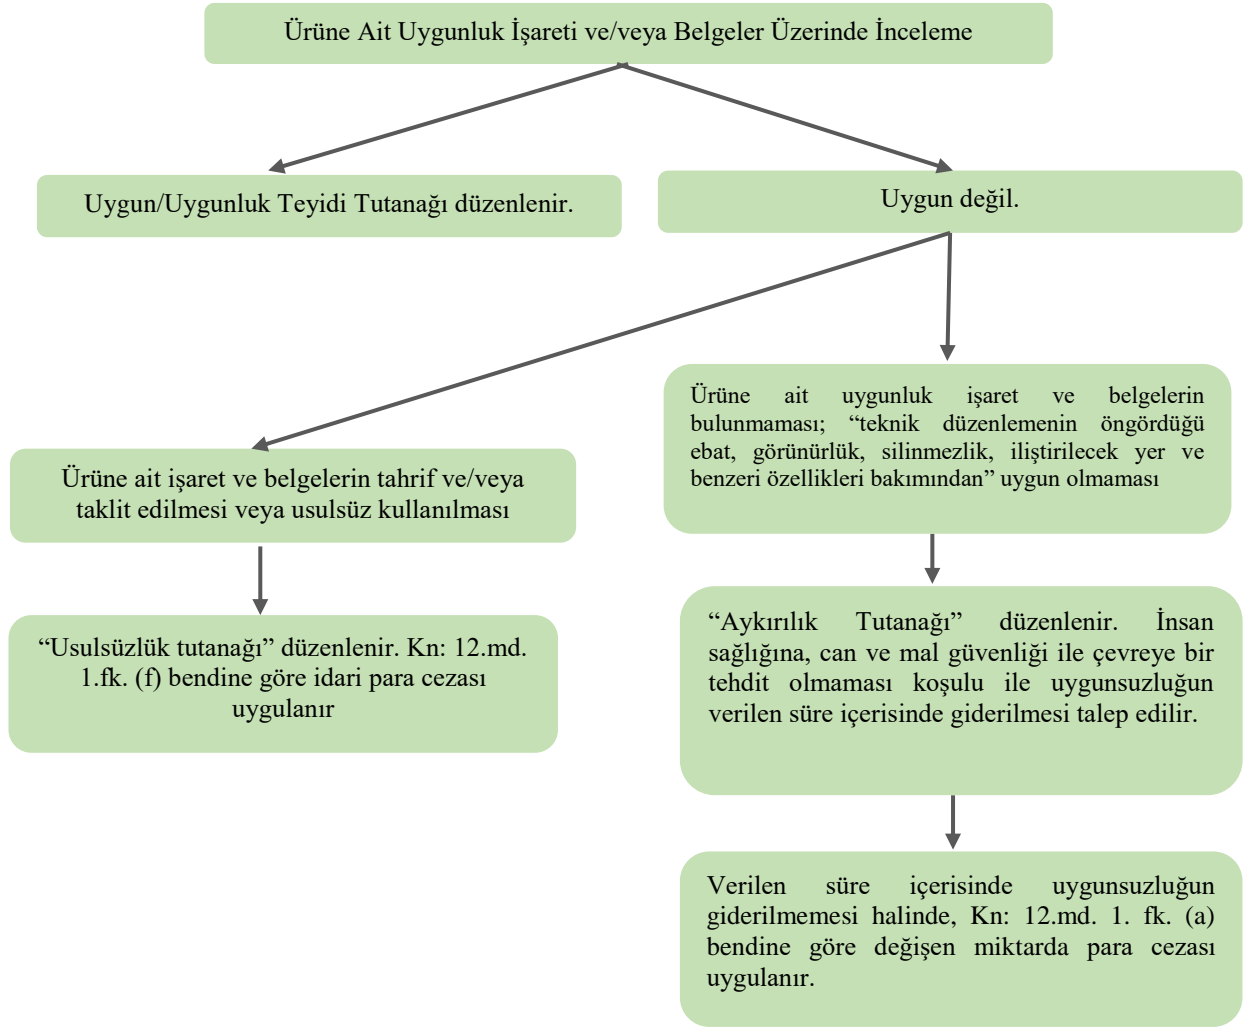 Ürüne Ait Uygunluk İşareti ve/veya Belgeler Üzerinde İnceleme
Uygun/Uygunluk Teyidi Tutanağı düzenlenir.
Uygun değil.
Ürüne ait işaret ve belgelerin tahrif ve/veya
taklit edilmesi veya usulsüz kullanılması
“Usulsüzlük tutanağı” düzenlenir. Kn: 12.md.
1.fk. (f) bendine göre idari para cezası
uygulanır
Ürüne ait uygunluk işaret ve belgelerin
bulunmaması; “teknik düzenlemenin öngördüğü
ebat, görünürlük, silinmezlik, iliştirilecek yer ve
benzeri özellikleri bakımından” uygun olmaması
“Aykırılık Tutanağı” düzenlenir. İnsan
sağlığına, can ve mal güvenliği ile çevreye bir
tehdit olmaması koşulu ile uygunsuzluğun
verilen süre içerisinde giderilmesi talep edilir.
Verilen süre içerisinde uygunsuzluğun
giderilmemesi halinde, Kn: 12.md. 1. fk. (a)
bendine göre değişen miktarda para cezası
uygulanır.